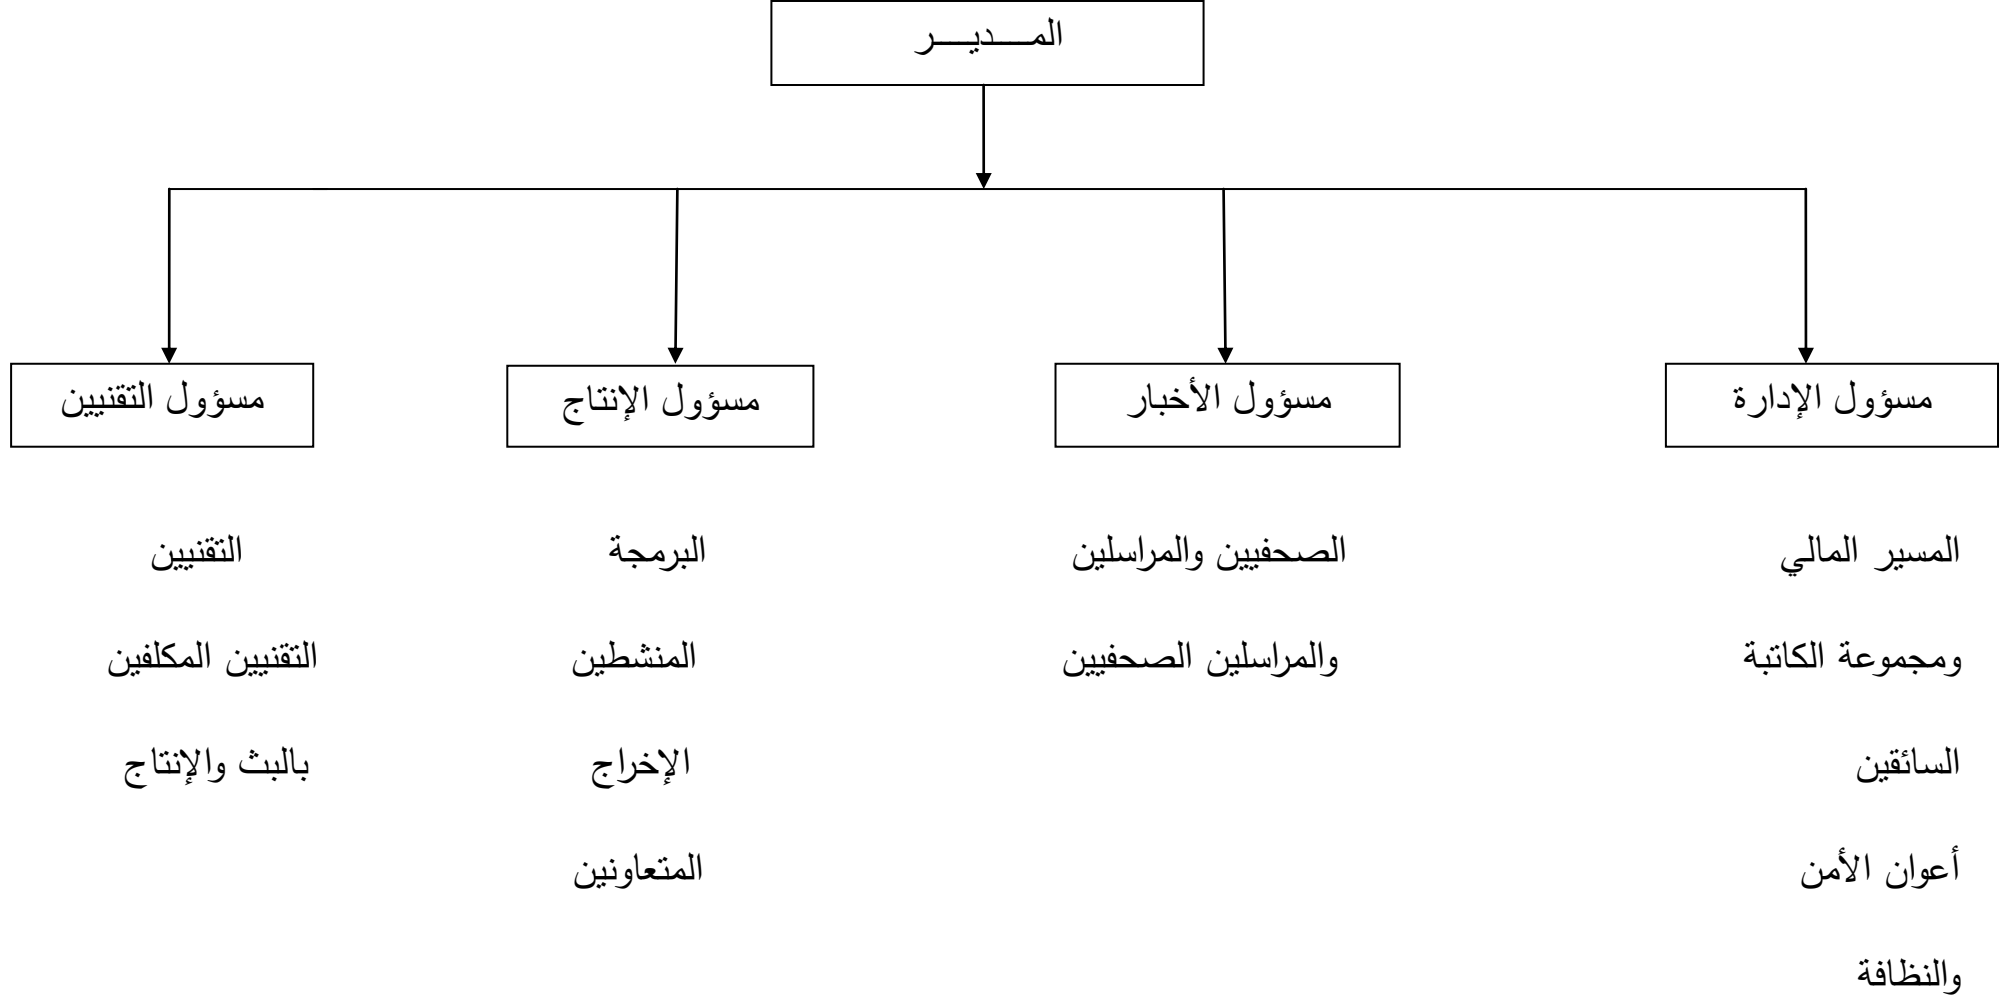 المـــديـــر
مسؤول الإدارة
مسؤول الأخبار
مسؤول الإنتاج
مسؤول التقنيين
المسير المالي
ومجموعة الكاتبة
السائقين
أعوان الأمن
والنظافة
الصحفيين والمراسلين
والمراسلين الصحفيين
البرمجة
المنشطين
الإخراج
المتعاونين
التقنيين
التقنيين المكلفين
بالبث والإنتاج